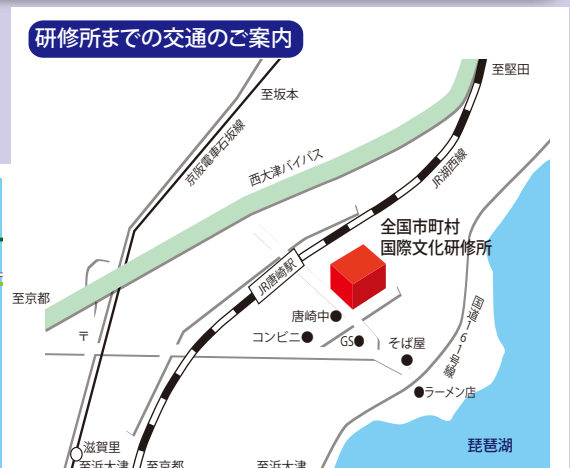 研修所までの交通のご案内
至堅田
至坂本
京阪電車石坂線
西大津バイパス
JR湖西線
全国市町村
国際文化研修所
JR唐崎駅
至京都
唐崎中
〒
コンビニ
GS
そば屋
国道161号線
ラーメン店
滋賀里
琵琶湖
至浜大津
至京都
至浜大津